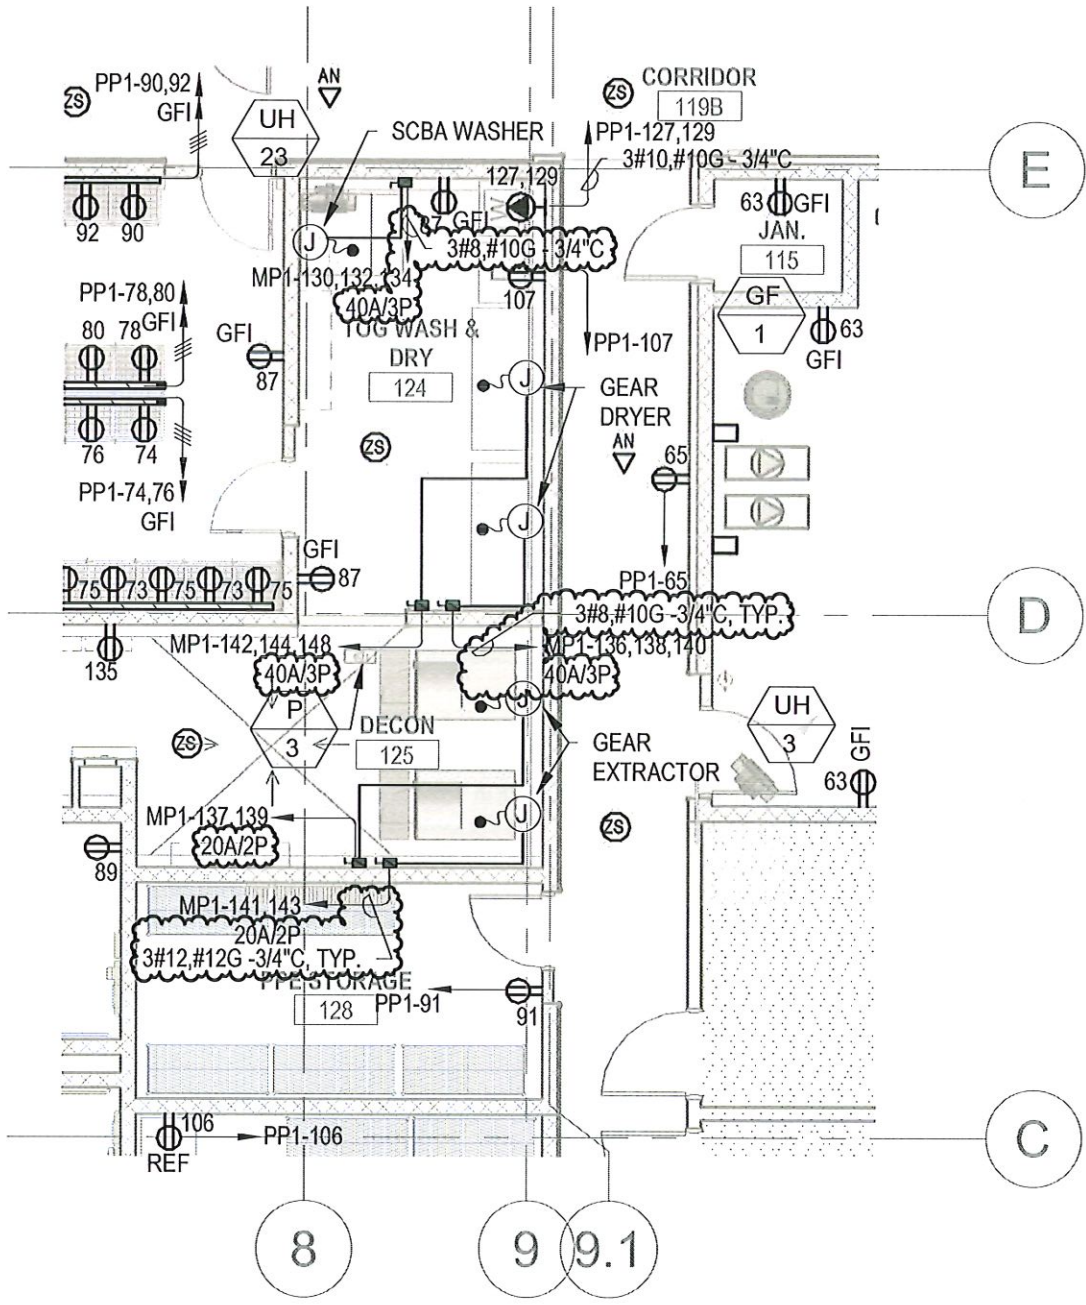 PP1-90,92
GFI
ZS
AN
UH
23
SCBA WASHER
ZS
CORRIDOR
119B
PP1-127,129
3#10,#10G - 3/4"C
E
127,129
92
90
J
GFI
3#8,#10G - 3/4"C
MP1-130,132,134
40A/3P
107
63
GFI
JAN.
115
GF
1
63
GFI
PP1-78,80
GFI
80
78
GFI
87
TOG WASH &
DRY
124
PP1-107
J
GEAR
DRYER
AN
76
74
ZS
65
PP1-74,76
GFI
J
GFI
87
75
73
75
73
75
PP1-65
3#8,#10G -3/4"C, TYP.
D
135
MP1-142,144,148
40A/3P
MP1-136,138,140
40A/3P
P
3
ZS
DECON
125
J
GEAR
EXTRACTOR
UH
3
63
GFI
MP1-137,139
20A/2P
J
ZS
89
MP1-141,143
20A/2P
3#12,#12G -3/4"C, TYP.
PPE STORAGE
128
PP1-91
91
106
PP1-106
REF
C
8
9
9.1